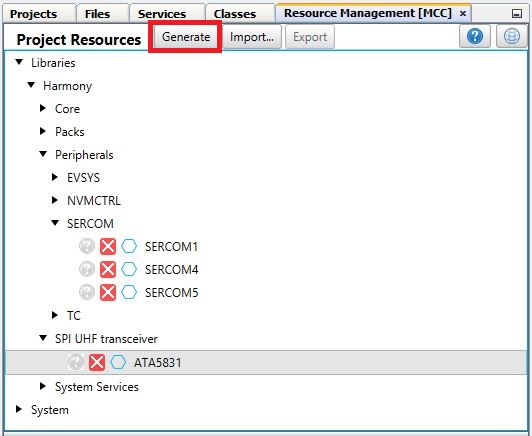 Projects Files Services Classes Resource Management [MCC] ×
Project Resources Generate Import... Export ?
Libraries
Harmony
Core
Packs
Peripherals
EVSYS
NVMCTRL
SERCOM
? SERCOM1
? SERCOM4
? SERCOM5
TC
SPI UHF transceiver
? ATA5831
System Services
System